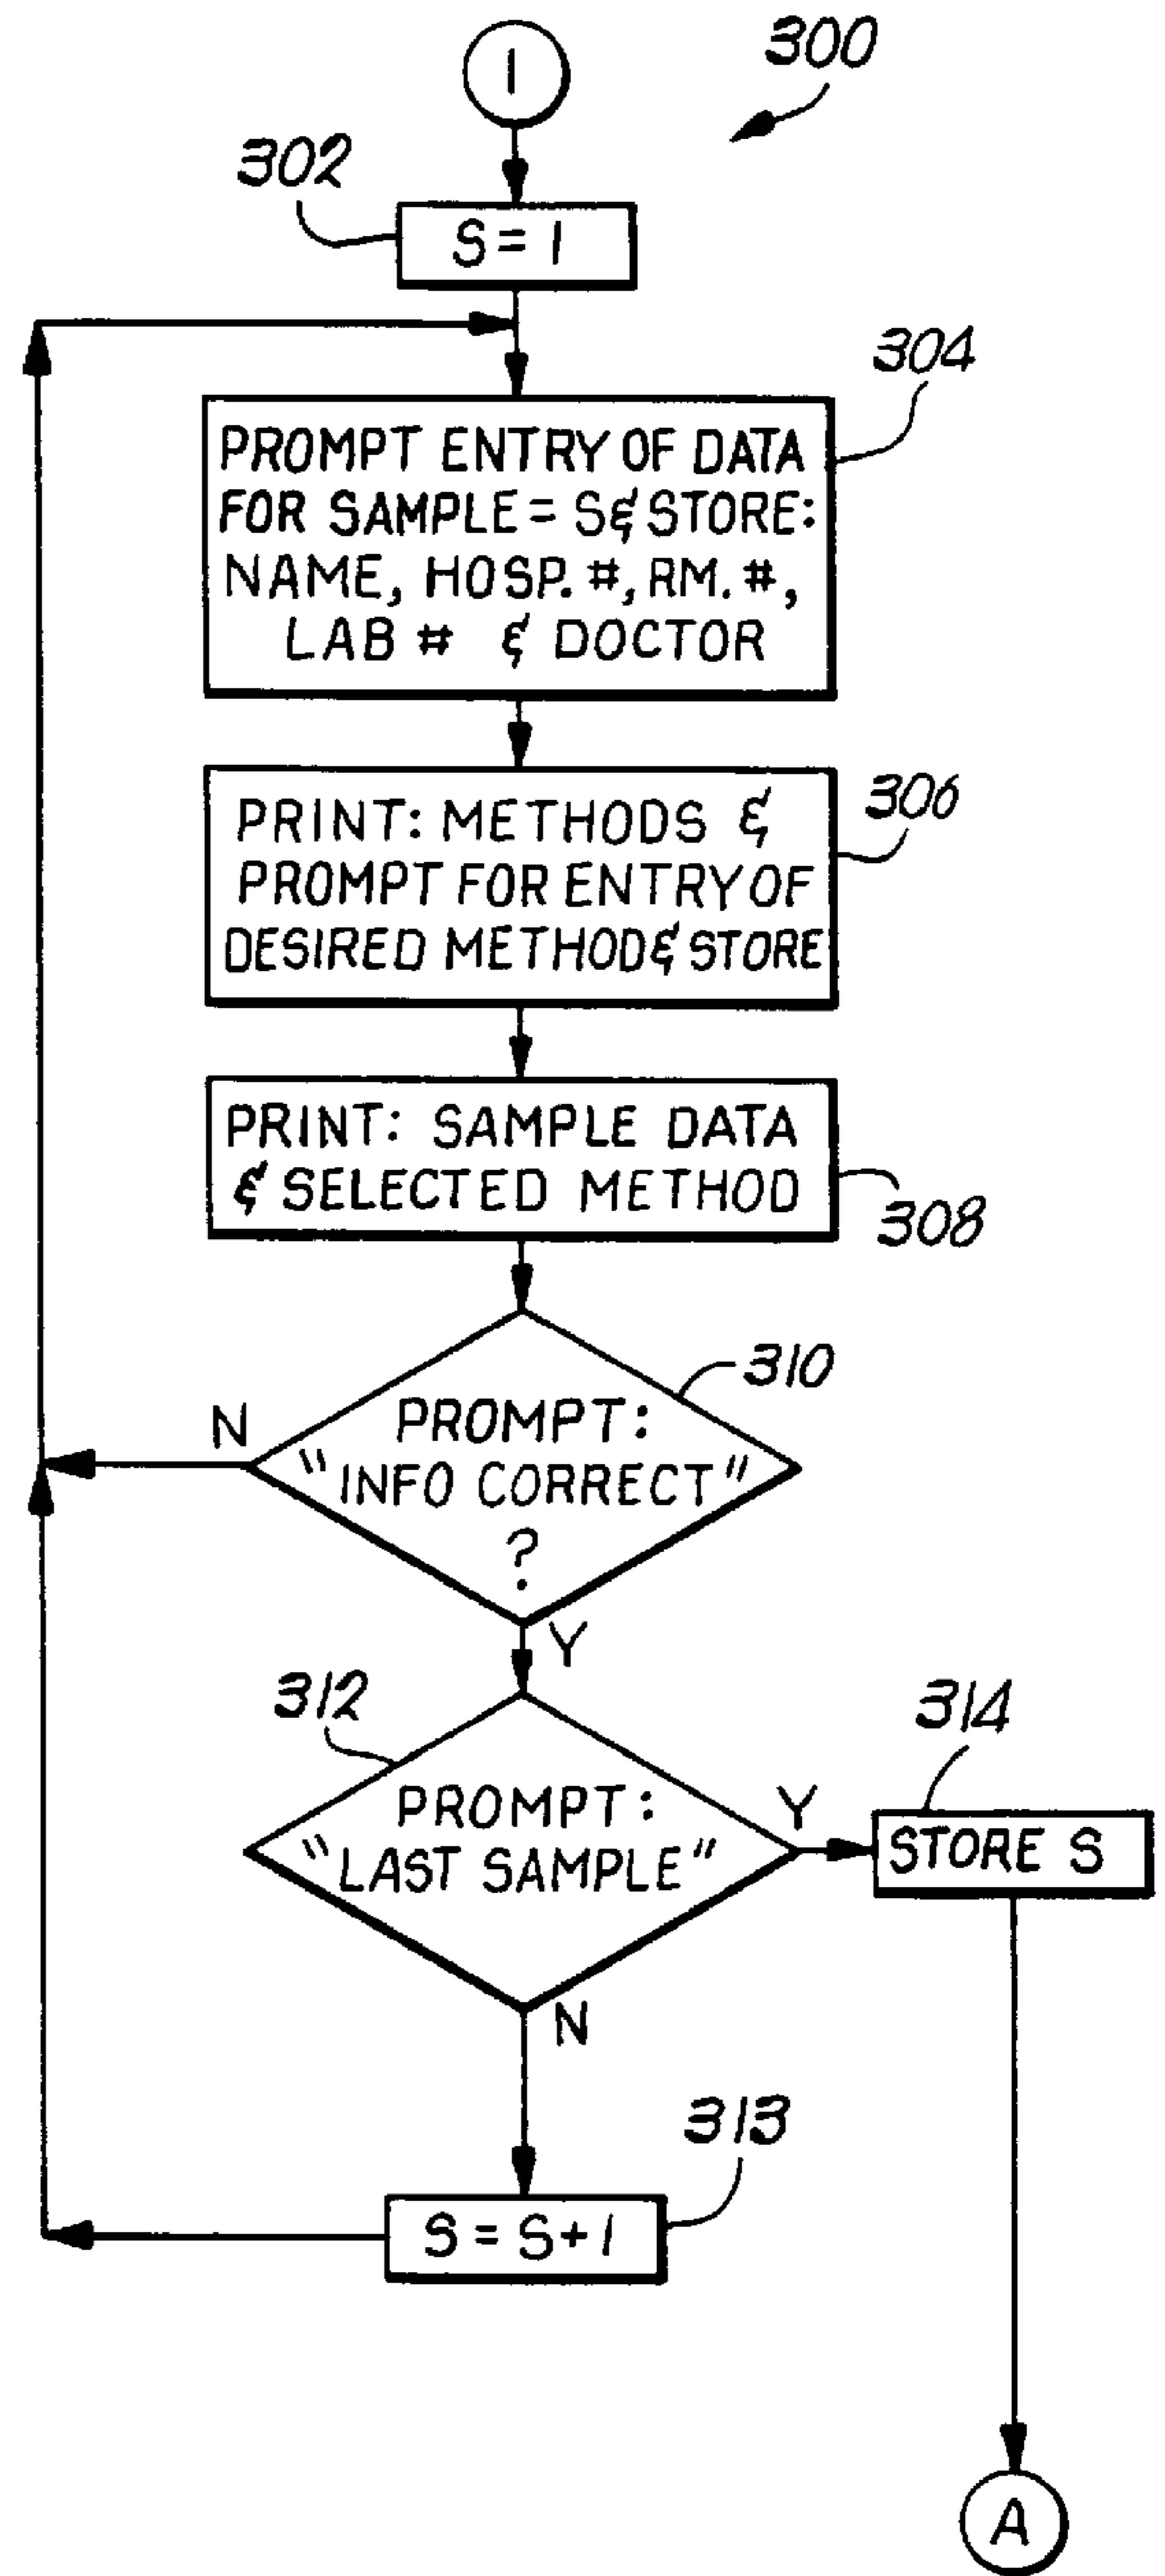 1
300
302
S = 1
304
PROMPT ENTRY OF DATA
FOR SAMPLE = S & STORE:
NAME, HOSP. #, RM. #,
LAB # & DOCTOR
306
PRINT: METHODS &
PROMPT FOR ENTRY OF
DESIRED METHOD & STORE
PRINT: SAMPLE DATA
& SELECTED METHOD
308
310
N
PROMPT:
"INFO CORRECT"
?
Y
312
314
PROMPT:
"LAST SAMPLE"
Y
STORE S
N
313
S = S + 1
A